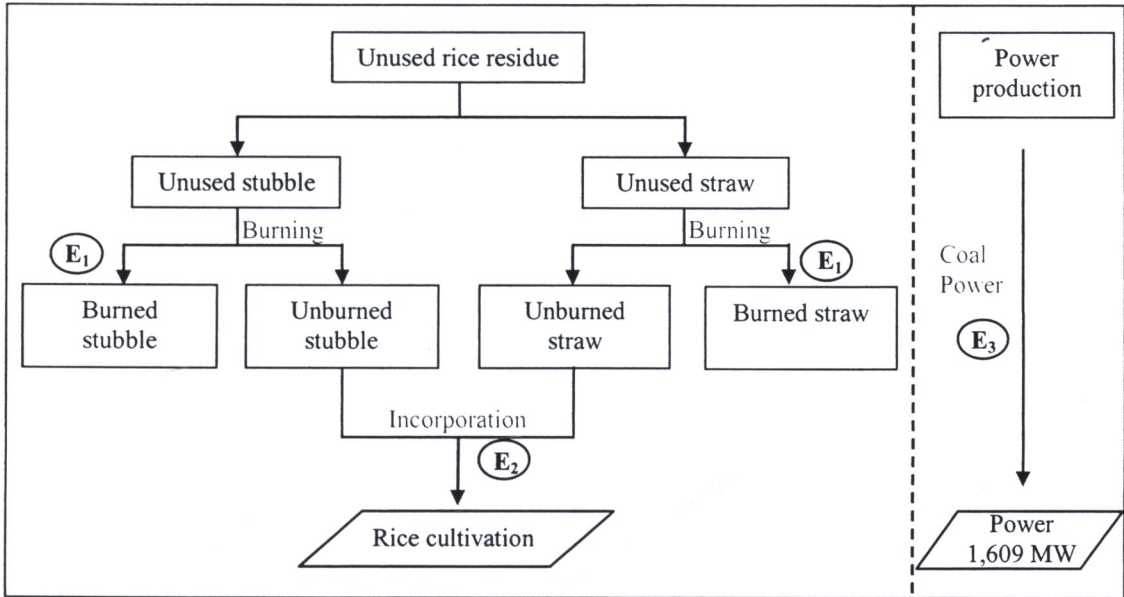 Unused rice residue
Power
production
Unused stubble
Unused straw
Burning
Burning
E₁
E₁
Coal
Power
Burned
stubble
Unburned
stubble
Unburned
straw
Burned straw
E₃
Incorporation
E₂
Rice cultivation
Power
1,609 MW